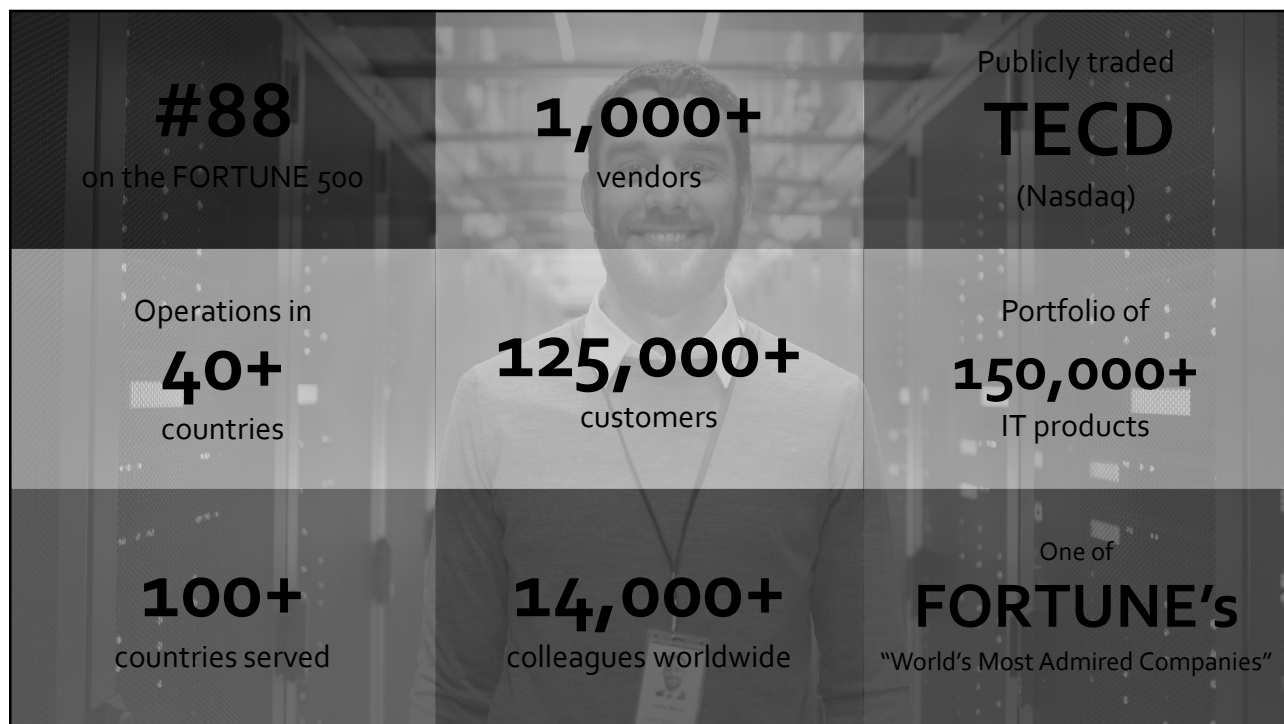 #88
on the FORTUNE 500
1,000+
vendors
Publicly traded
TECD
(Nasdaq)
Operations in
40+
countries
125,000+
customers
Portfolio of
150,000+
IT products
100+
countries served
14,000+
colleagues worldwide
One of
FORTUNE’s
“World’s Most Admired Companies”